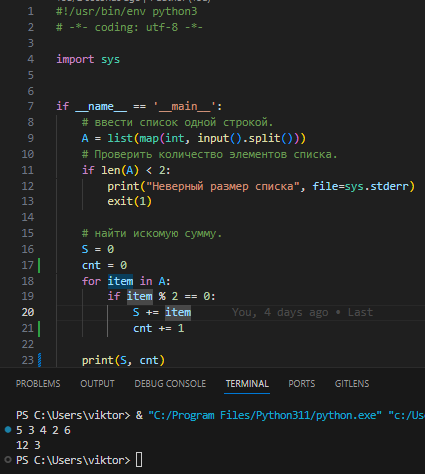 1 #!/usr/bin/env python3
2 # -*- coding: utf-8 -*-
3
4 import sys
5
6
7 if __name__ == '__main__':
8 # ввести список одной строкой.
9 A = list(map(int, input().split()))
10 # Проверить количество элементов списка.
11 if len(A) < 2:
12 print("Неверный размер списка", file=sys.stderr)
13 exit(1)
14
15 # найти искомую сумму.
16 S = 0
17 cnt = 0
18 for item in A:
19 if item % 2 == 0:
20 S += item You, 4 days ago • Last
21 cnt += 1
22
23 print(S, cnt)
PROBLEMS OUTPUT DEBUG CONSOLE TERMINAL PORTS GITLENS
PS C:\Users\viktor> & "C:/Program Files/Python311/python.exe" "c:/Us
5 3 4 2 6
12 3
PS C:\Users\viktor>